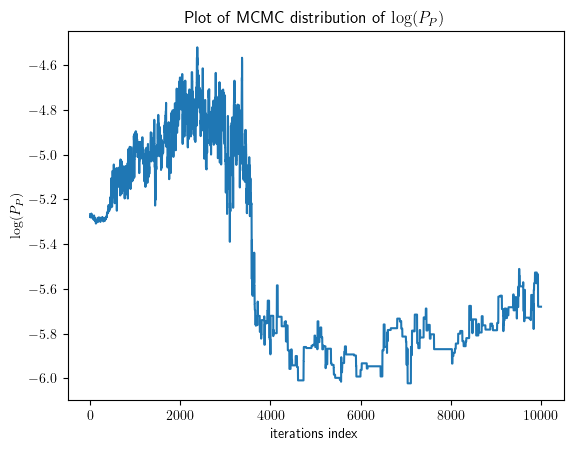 Plot of MCMC distribution of log(P_P)
log(P_P)
−4.6
−4.8
−5.0
−5.2
−5.4
−5.6
−5.8
−6.0
0 2000 4000 6000 8000 10000
iterations index